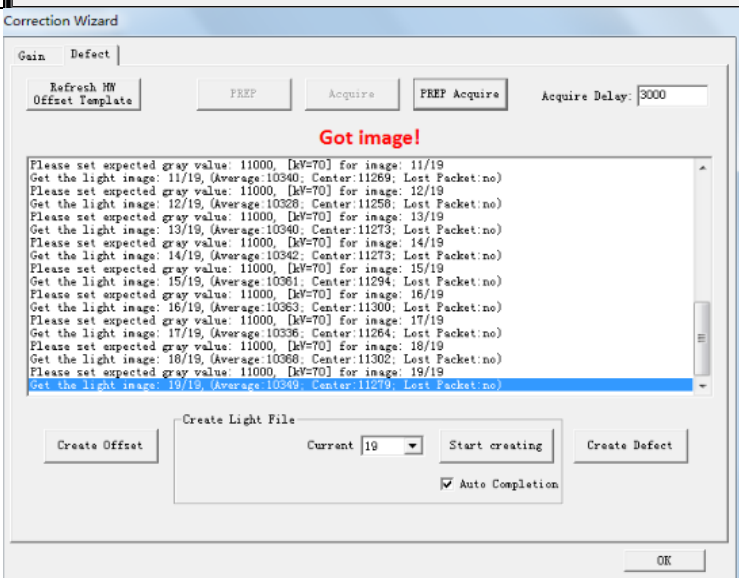 Correction Wizard
Gain Defect
Refresh HW
Offset Template
PREP
Acquire
PREP Acquire
Acquire Delay: 3000
Got image!
Please set expected gray value: 11000, [kV=70] for image: 11/19
Get the light image: 11/19, (Average:10340; Center:11269; Lost Packet:no)
Please set expected gray value: 11000, [kV=70] for image: 12/19
Get the light image: 12/19, (Average:10328; Center:11258; Lost Packet:no)
Please set expected gray value: 11000, [kV=70] for image: 13/19
Get the light image: 13/19, (Average:10340; Center:11273; Lost Packet:no)
Please set expected gray value: 11000, [kV=70] for image: 14/19
Get the light image: 14/19, (Average:10342; Center:11273; Lost Packet:no)
Please set expected gray value: 11000, [kV=70] for image: 15/19
Get the light image: 15/19, (Average:10361; Center:11294; Lost Packet:no)
Please set expected gray value: 11000, [kV=70] for image: 16/19
Get the light image: 16/19, (Average:10363; Center:11300; Lost Packet:no)
Please set expected gray value: 11000, [kV=70] for image: 17/19
Get the light image: 17/19, (Average:10336; Center:11264; Lost Packet:no)
Please set expected gray value: 11000, [kV=70] for image: 18/19
Get the light image: 18/19, (Average:10368; Center:11302; Lost Packet:no)
Please set expected gray value: 11000, [kV=70] for image: 19/19
Get the light image: 19/19, (Average:10349; Center:11279; Lost Packet:no)
Create Light File
Create Offset
Current 19
Start creating
Create Defect
Auto Completion
OK